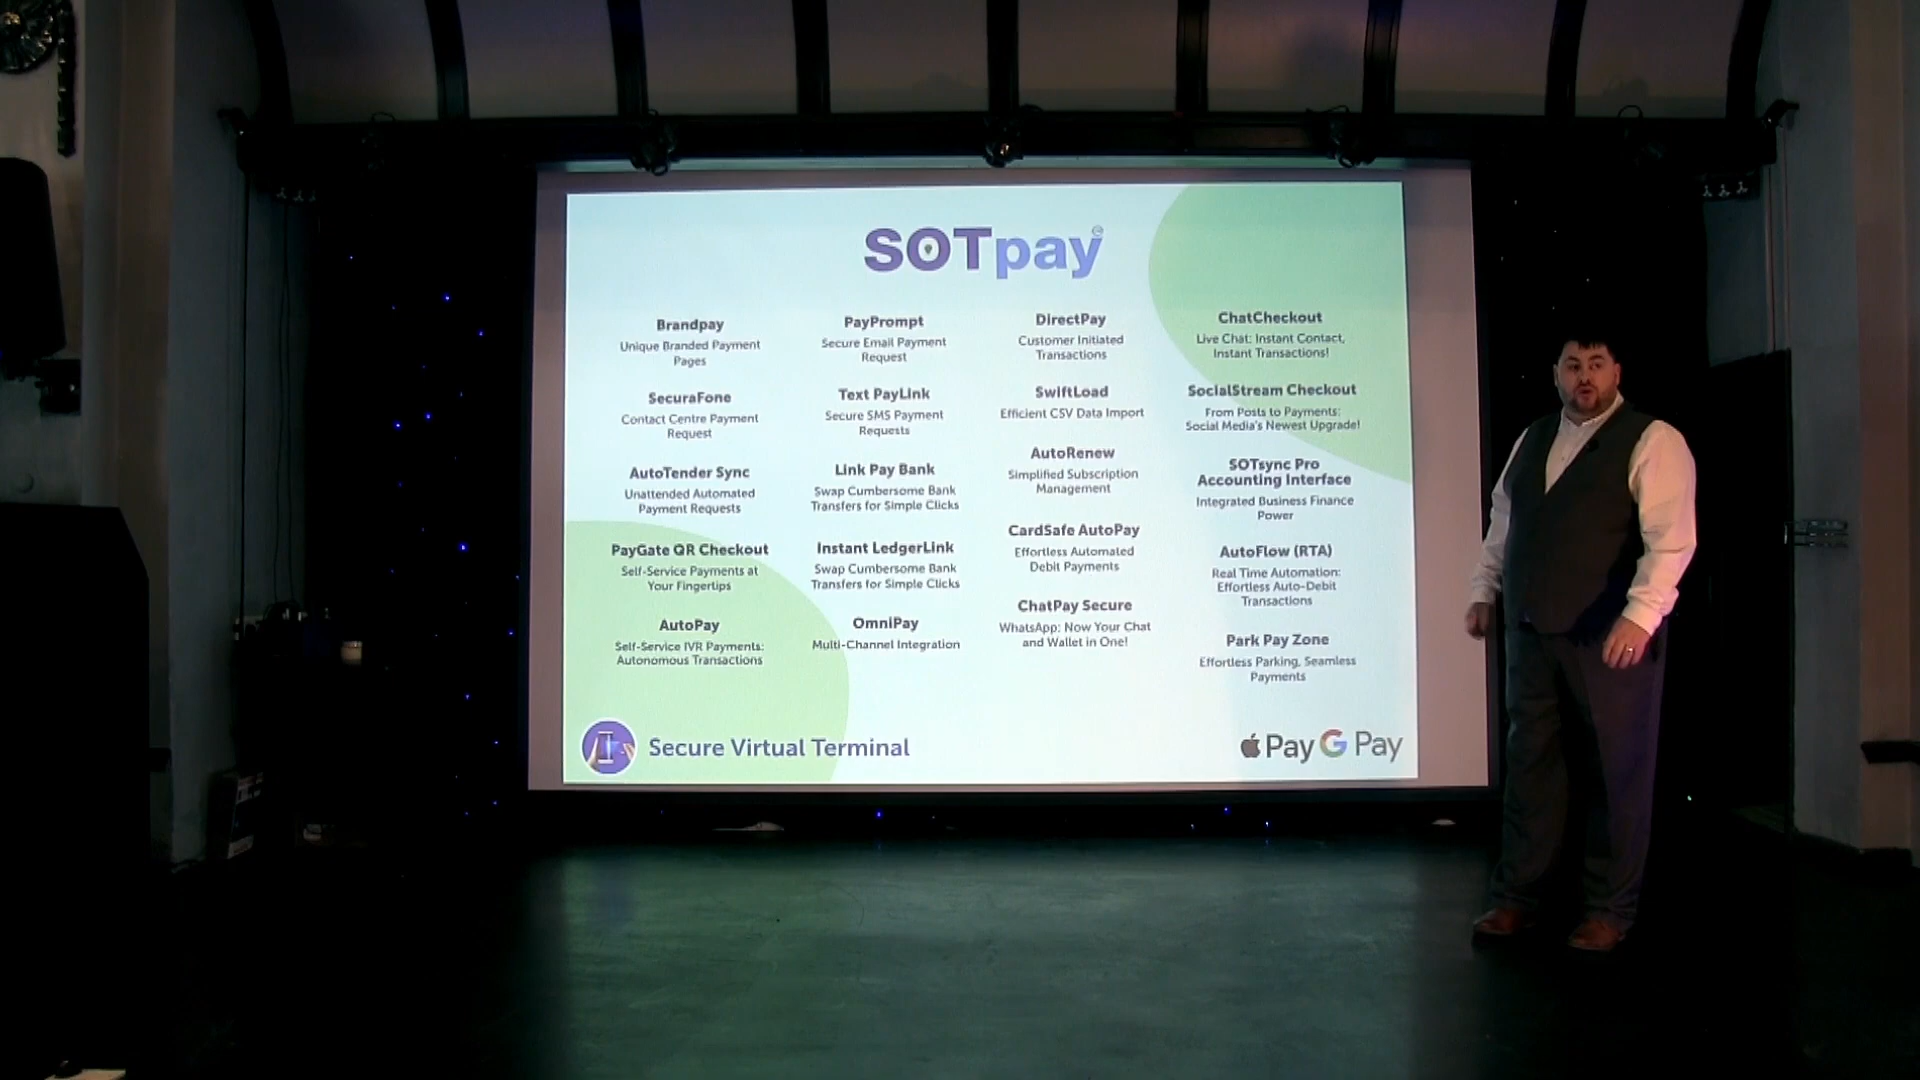 SOTpay
Brandpay
Unique Branded Payment
Pages
SecuraFone
Contact Centre Payment
Request
AutoTender Sync
Unattended Automated
Payment Requests
PayGate QR Checkout
Self-Service Payments at
Your Fingertips
AutoPay
Self-Service IVR Payments:
Autonomous Transactions
PayPrompt
Secure Email Payment
Request
Text PayLink
Secure SMS Payment
Requests
Link Pay Bank
Swap Cumbersome Bank
Transfers for Simple Clicks
Instant LedgerLink
Swap Cumbersome Bank
Transfers for Simple Clicks
OmniPay
Multi-Channel Integration
DirectPay
Customer Initiated
Transactions
SwiftLoad
Efficient CSV Data Import
AutoRenew
Simplified Subscription
Management
CardSafe AutoPay
Effortless Automated
Debit Payments
ChatPay Secure
WhatsApp: Now Your Chat
and Wallet in One!
ChatCheckout
Live Chat: Instant Contact,
Instant Transactions!
SocialStream Checkout
From Posts to Payments:
Social Media's Newest Upgrade!
SOTsync Pro
Accounting Interface
Integrated Business Finance
Power
AutoFlow (RTA)
Real Time Automation:
Effortless Auto-Debit
Transactions
Park Pay Zone
Effortless Parking, Seamless
Payments
Secure Virtual Terminal
Pay G Pay